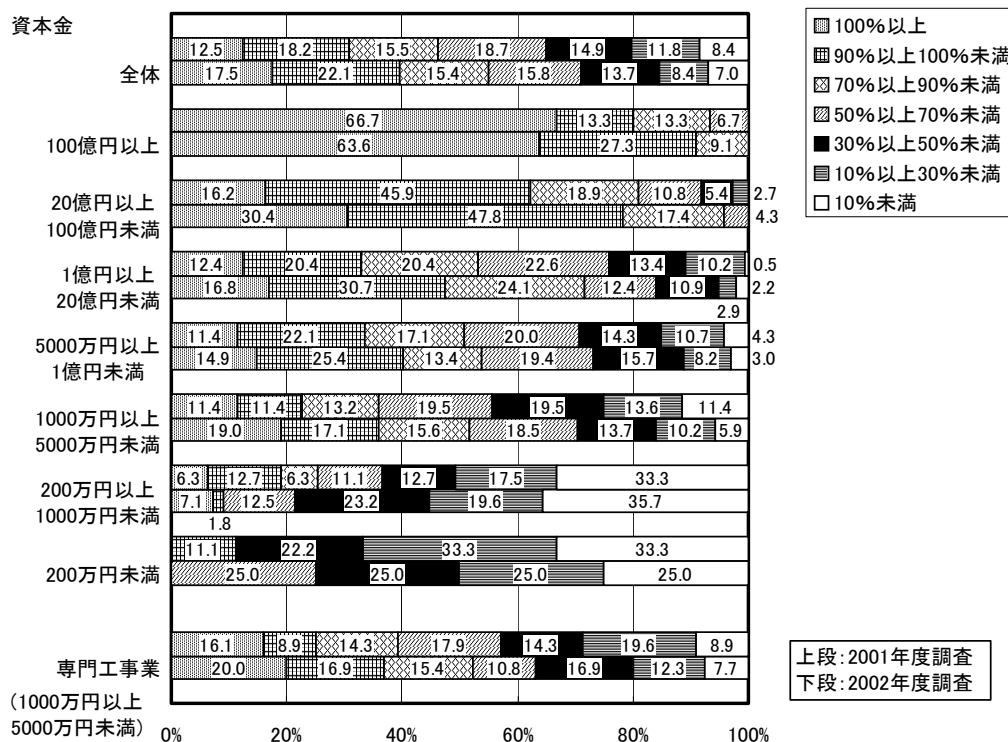 資本金
全体
12.5 18.2 15.5 18.7 14.9 11.8 8.4
17.5 22.1 15.4 15.8 13.7 8.4 7.0
100億円以上
66.7 13.3 13.3 6.7
63.6 27.3 9.1
20億円以上
100億円未満
16.2 45.9 18.9 10.8 5.4 2.7
30.4 47.8 17.4 4.3
1億円以上
20億円未満
12.4 20.4 20.4 22.6 13.4 10.2 0.5
16.8 30.7 24.1 12.4 10.9 2.9 2.2
5000万円以上
1億円未満
11.4 22.1 17.1 20.0 14.3 10.7 4.3
14.9 25.4 13.4 19.4 15.7 8.2 3.0
1000万円以上
5000万円未満
11.4 11.4 13.2 19.5 19.5 13.6 11.4
19.0 17.1 15.6 18.5 13.7 10.2 5.9
200万円以上
1000万円未満
6.3 12.7 6.3 11.1 12.7 17.5 33.3
7.1 1.8 12.5 23.2 19.6 35.7
200万円未満
11.1 22.2 33.3 33.3
25.0 25.0 25.0 25.0
専門工事業
(1000万円以上
5000万円未満)
16.1 8.9 14.3 17.9 14.3 19.6 8.9
20.0 16.9 15.4 10.8 16.9 12.3 7.7
0% 20% 40% 60% 80% 100%
100%以上
90%以上100%未満
70%以上90%未満
50%以上70%未満
30%以上50%未満
10%以上30%未満
10%未満
上段:2001年度調査
下段:2002年度調査